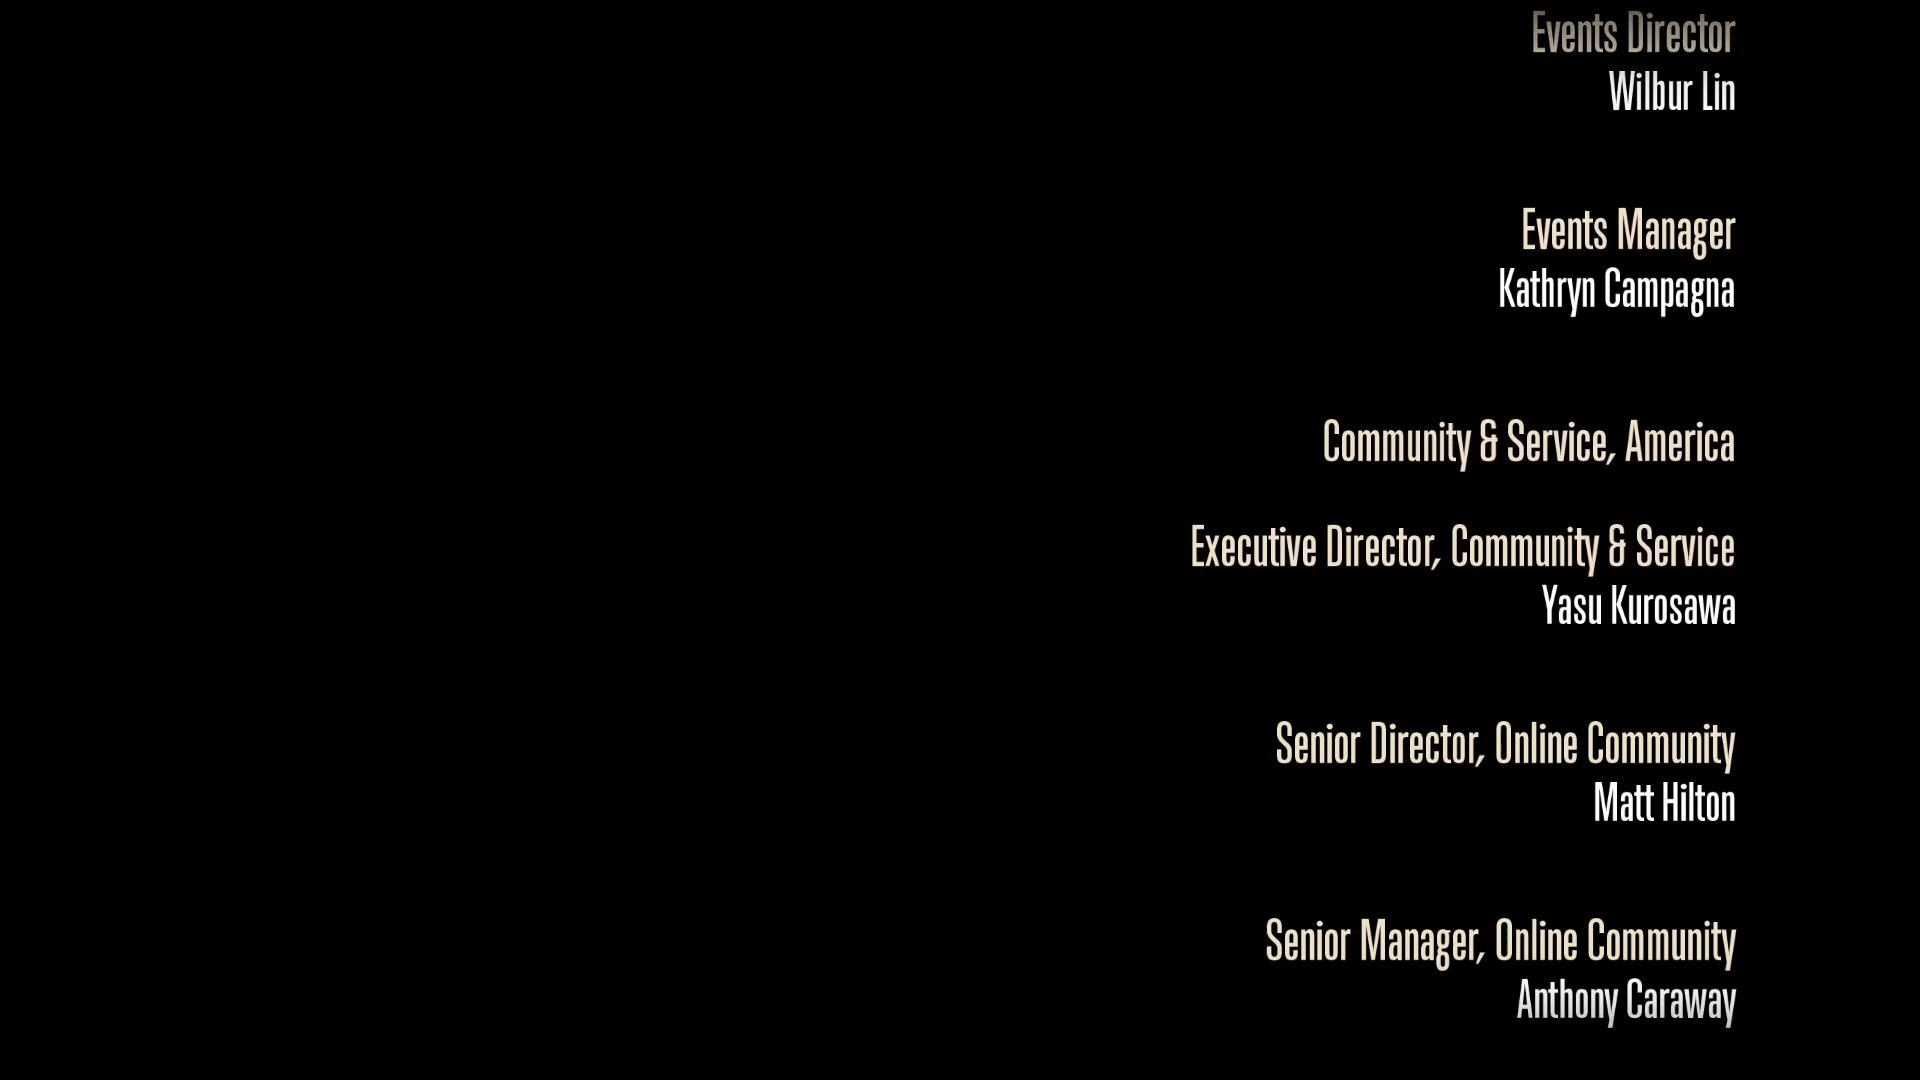 Events Director
Wilbur Lin
Events Manager
Kathryn Campagna
Community & Service, America
Executive Director, Community & Service
Yasu Kurosawa
Senior Director, Online Community
Matt Hilton
Senior Manager, Online Community
Anthony Caraway